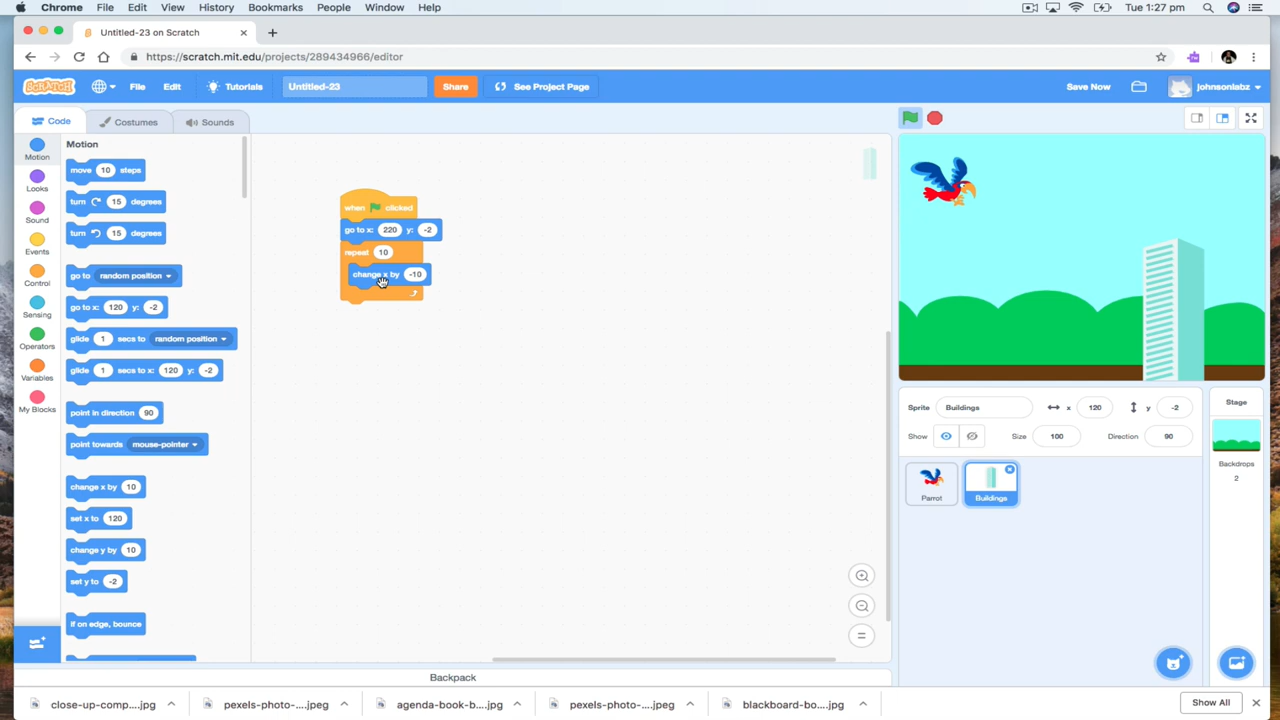 Chrome File Edit View History Bookmarks People Window Help Tue 1:27 pm
Untitled-23 on Scratch
https://scratch.mit.edu/projects/289434966/editor
SCRATCH File Edit Tutorials Untitled-23 Share See Project Page Save Now johnsonlabz
Code Costumes Sounds
Motion
Looks
Sound
Events
Control
Sensing
Operators
Variables
My Blocks
Motion
move 10 steps
turn 15 degrees
turn 15 degrees
go to random position
go to x: 120 y: -2
glide 1 secs to random position
glide 1 secs to x: 120 y: -2
point in direction 90
point towards mouse-pointer
change x by 10
set x to 120
change y by 10
set y to -2
if on edge, bounce
when clicked
go to x: 220 y: -2
repeat 10
change x by -10
Sprite Buildings x 120 y -2
Show Size 100 Direction 90
Parrot
Buildings
Stage
Backdrops
2
Backpack
close-up-comp....jpg pexels-photo-....jpeg agenda-book-b....jpg pexels-photo-....jpeg blackboard-bo....jpg Show All